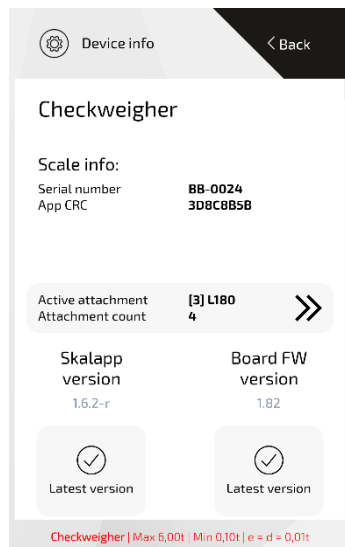 Device info
< Back
Checkweigher
Scale info:
Serial number BB-0024
App CRC 3D8C8B5B
Active attachment [3] L180
Attachment count 4
Skalapp version
1.6.2-r
Board FW version
1.82
Latest version
Latest version
Checkweigher | Max 6,00t | Min 0,10t | e = d = 0,01t